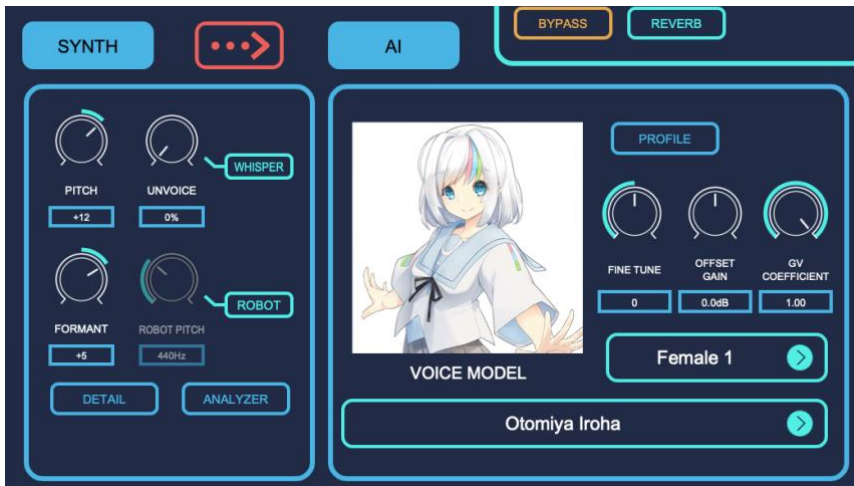 SYNTH
AI
BYPASS
REVERB
PITCH
+12
UNVOICE
0%
WHISPER
FORMANT
+5
ROBOT PITCH
440Hz
ROBOT
DETAIL
ANALYZER
VOICE MODEL
PROFILE
FINE TUNE
0
OFFSET
GAIN
0.0dB
GV
COEFFICIENT
1.00
Female 1
Otomiya Iroha